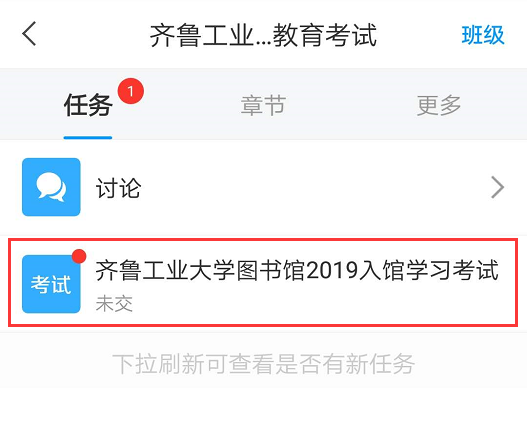 齐鲁工业...教育考试 班级
任务 1 章节 更多
讨论
考试 齐鲁工业大学图书馆2019入馆学习考试
未交
下拉刷新可查看是否有新任务